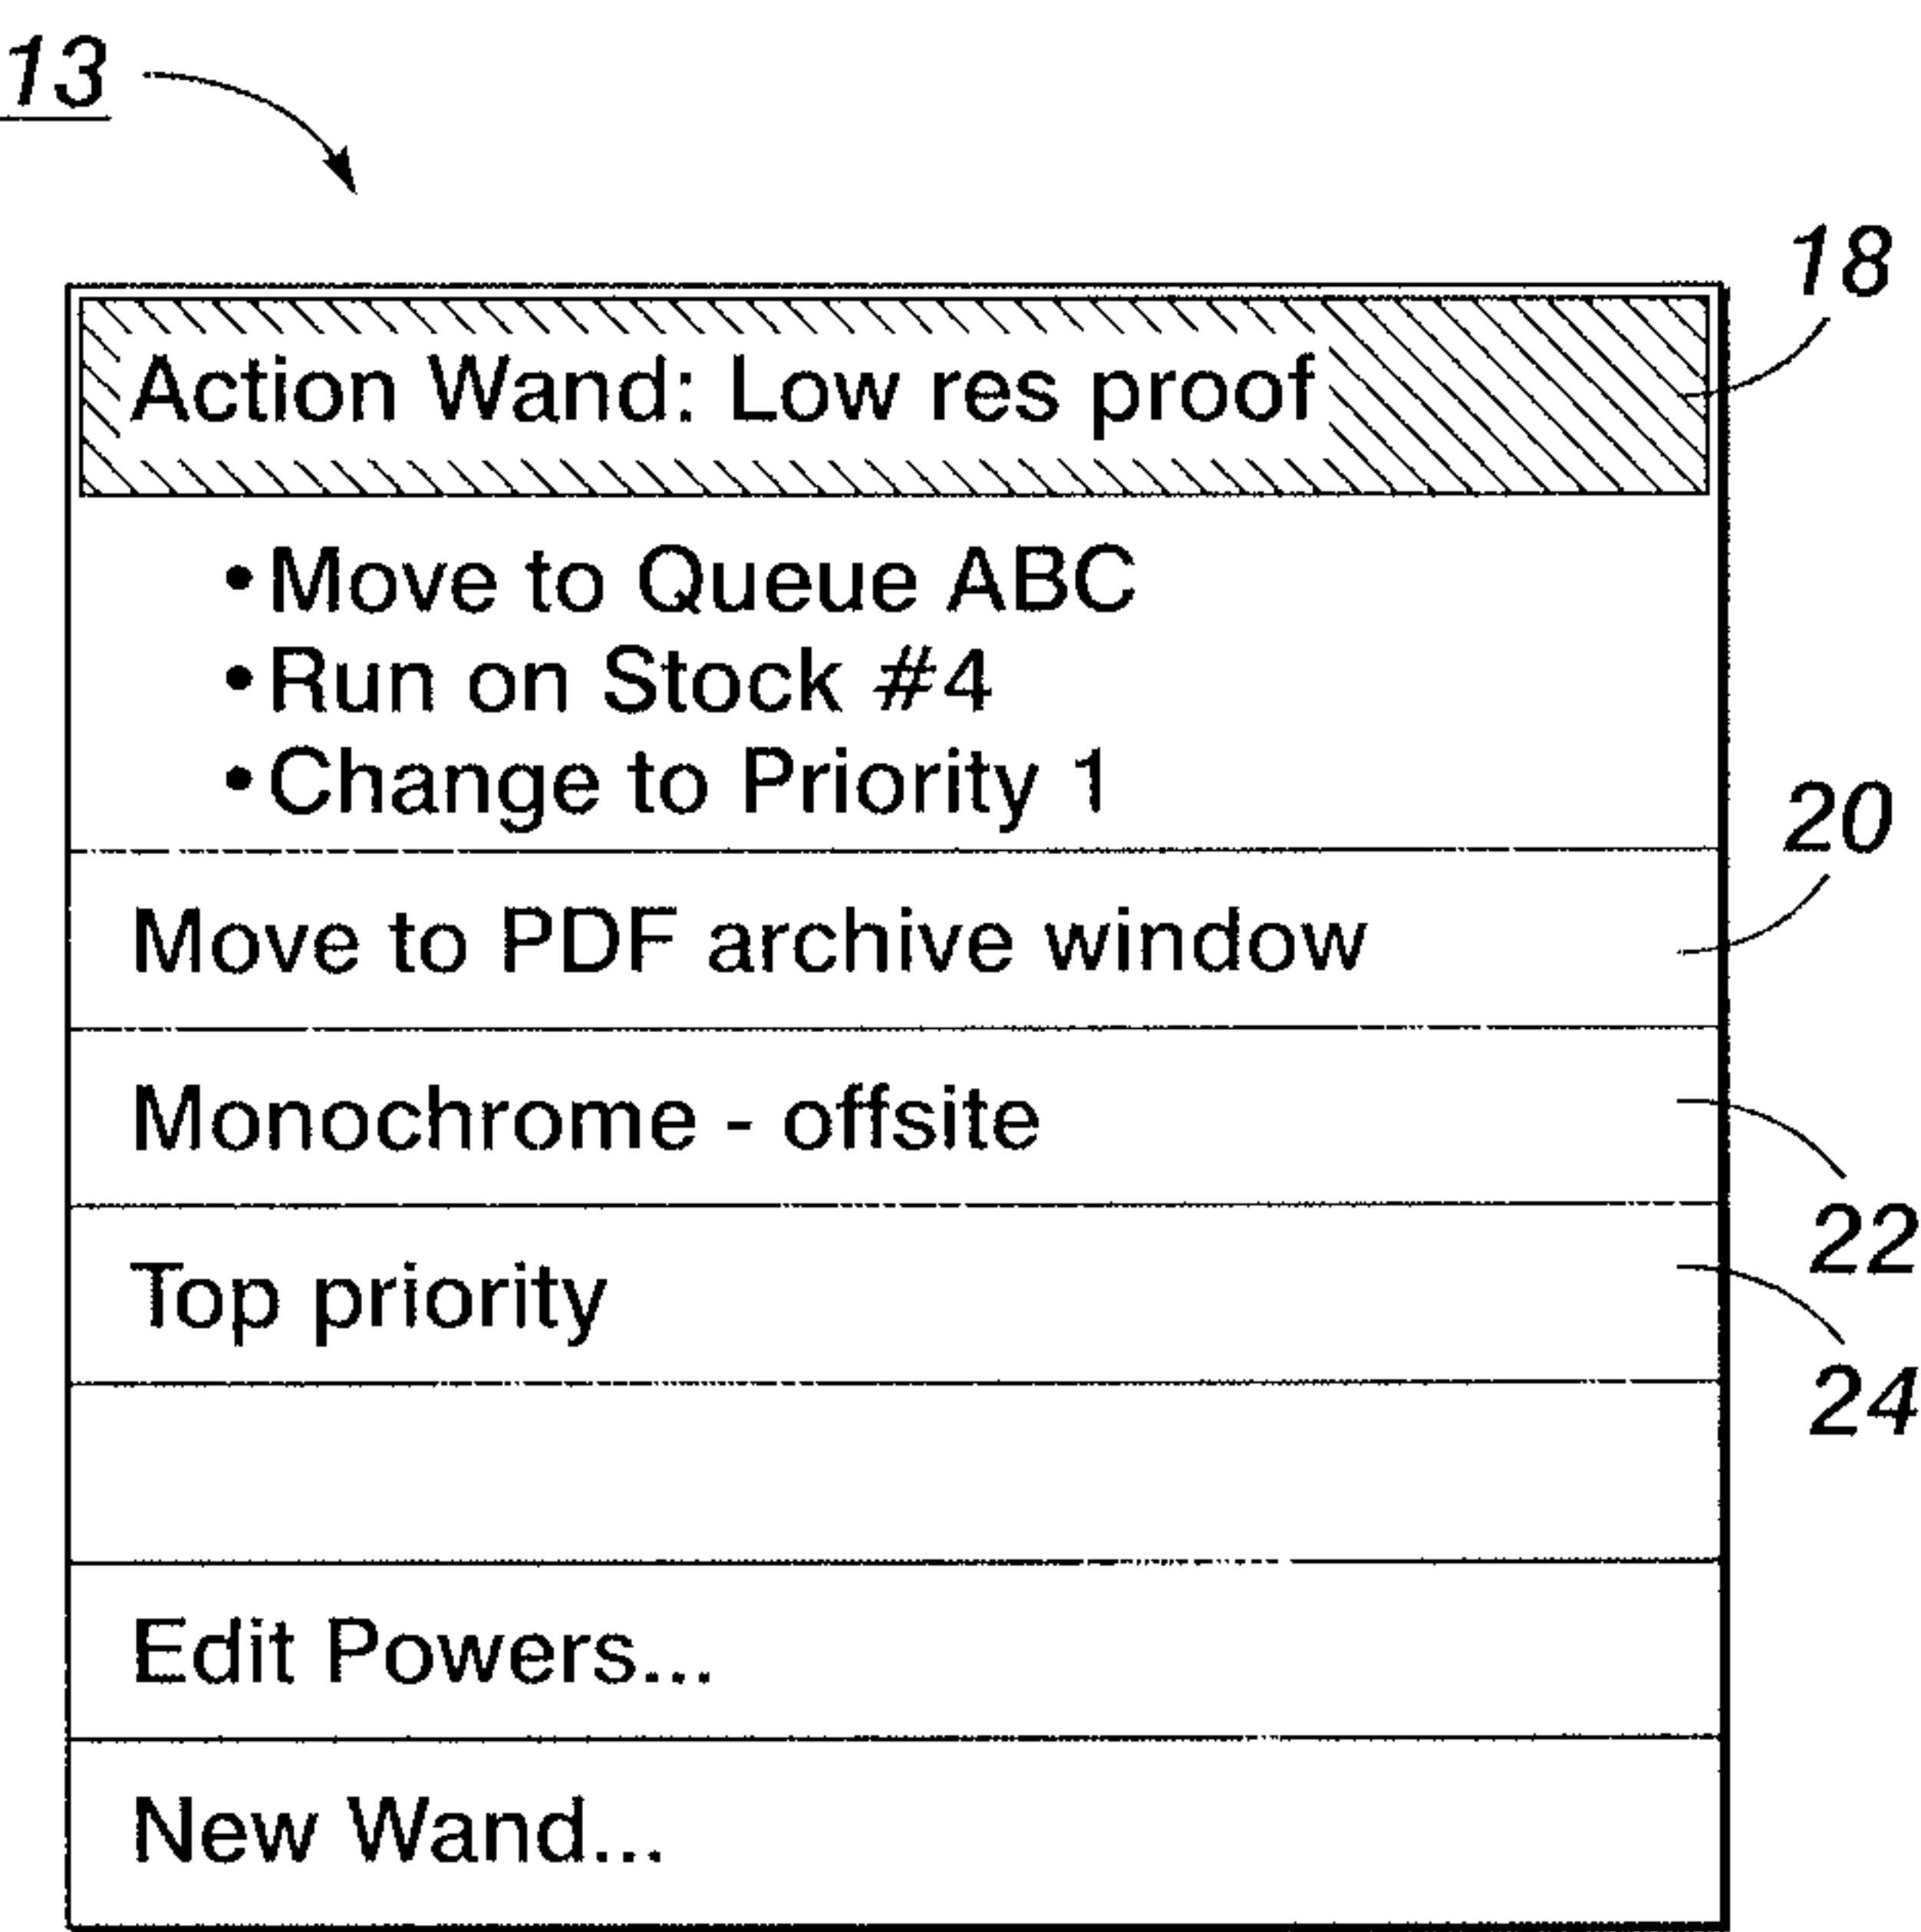 13
18
Action Wand: Low res proof
•Move to Queue ABC
•Run on Stock #4
•Change to Priority 1
20
Move to PDF archive window
Monochrome - offsite
22
Top priority
24
Edit Powers...
New Wand...